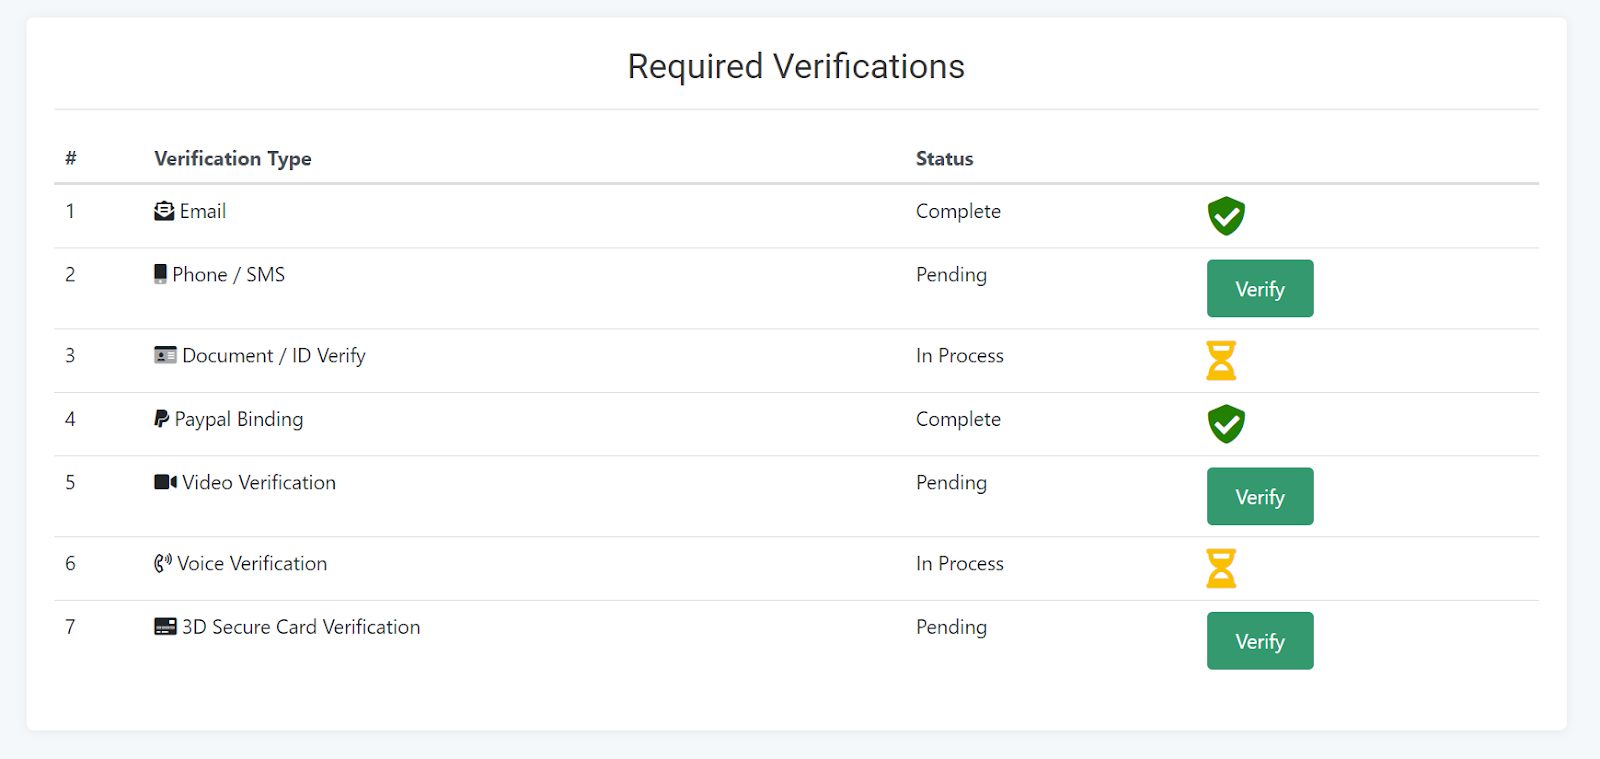 Required Verifications
# Verification Type Status
1 Email Complete
2 Phone / SMS Pending Verify
3 Document / ID Verify In Process
4 Paypal Binding Complete
5 Video Verification Pending Verify
6 Voice Verification In Process
7 3D Secure Card Verification Pending Verify